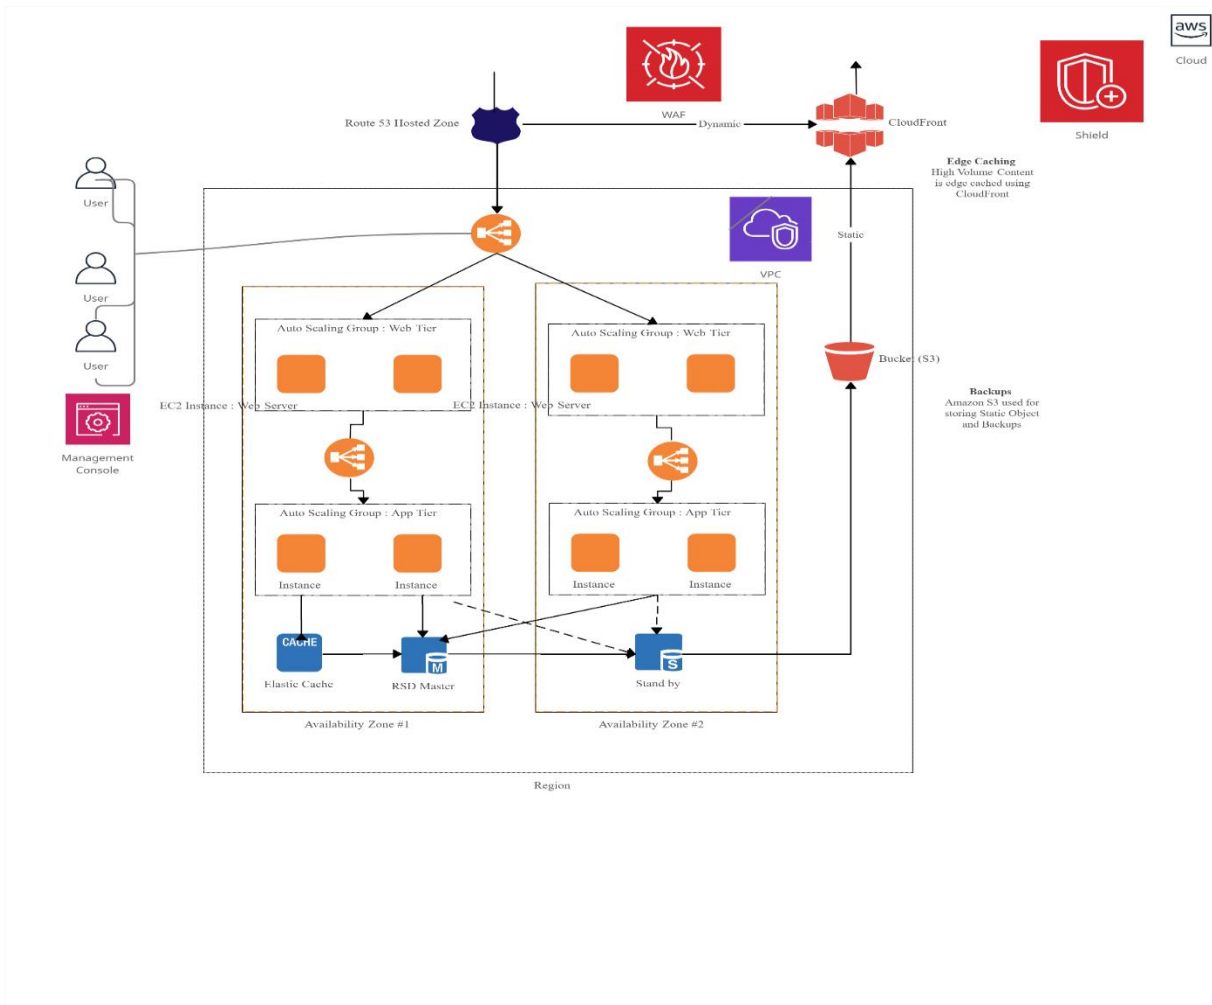 aws
Cloud
WAF
Shield
Route 53 Hosted Zone
Dynamic
CloudFront
Edge Caching
High Volume Content
is edge cached using
CloudFront
User
User
User
Management
Console
VPC
Static
Auto Scaling Group : Web Tier
Auto Scaling Group : Web Tier
EC2 Instance : Web Server
EC2 Instance : Web Server
Bucket (S3)
Backups
Amazon S3 used for
storing Static Object
and Backups
Auto Scaling Group : App Tier
Auto Scaling Group : App Tier
Instance
Instance
Instance
Instance
CACHE
M
S
Elastic Cache
RSD Master
Stand by
Availability Zone #1
Availability Zone #2
Region